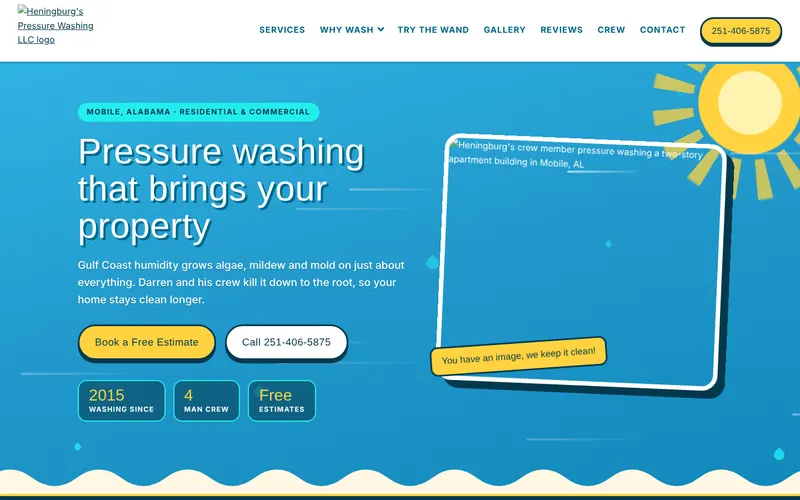 Heningburg's
Pressure Washing
LLC logo
SERVICES
WHY WASH
TRY THE WAND
GALLERY
REVIEWS
CREW
CONTACT
251-406-5875
MOBILE, ALABAMA · RESIDENTIAL & COMMERCIAL
Pressure washing
that brings your
property
Gulf Coast humidity grows algae, mildew and mold on just about
everything. Darren and his crew kill it down to the root, so your
home stays clean longer.
Book a Free Estimate
Call 251-406-5875
2015
WASHING SINCE
4
MAN CREW
Free
ESTIMATES
Heningburg's crew member pressure washing a two-story
apartment building in Mobile, AL
You have an image, we keep it clean!